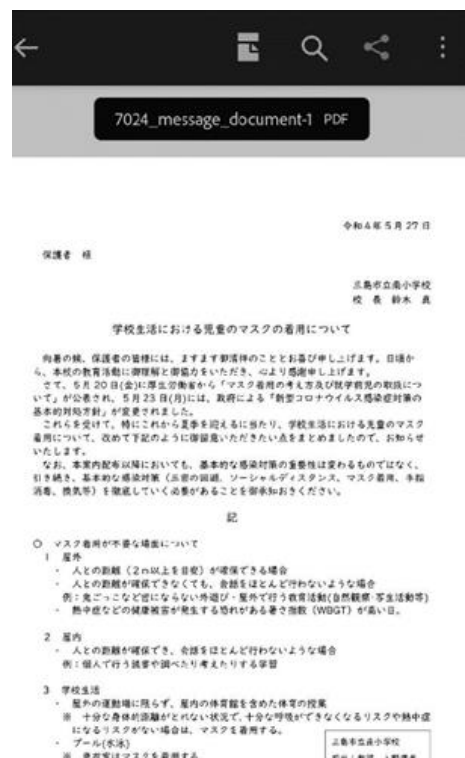 7024_message_document-1 PDF
令和4年5月27日
保護者 様
三島市立南小学校
校長 鈴木 真
学校生活における児童のマスクの着用について
向暑の候、保護者の皆様には、ますます御清祥のこととお喜び申し上げます。日頃か
ら、本校の教育活動に御理解と御協力をいただき、心より感謝申し上げます。
さて、5月20日(金)に厚生労働省から「マスク着用の考え方及び就学前児の取扱につ
いて」が公表され、5月23日(月)には、政府による「新型コロナウイルス感染症対策の
基本的対処方針」が変更されました。
これらを受けて、特にこれから夏季を迎えるに当たり、学校生活における児童のマスク
着用について、改めて下記のように御留意いただきたい点をまとめましたので、お知らせ
いたします。
なお、本案内配布以降においても、基本的な感染対策の重要性は変わるものではなく、
引き続き、基本的な感染対策(三密の回避、ソーシャルディスタンス、マスク着用、手指
消毒、換気等)を徹底していく必要があることを御承知おきください。
記
○ マスク着用が不要な場面について
1 屋外
・ 人との距離(2m以上を目安)が確保できる場合
・ 人との距離が確保できなくても、会話をほとんど行わないような場合
例:鬼ごっこなど密にならない外遊び・屋外で行う教育活動(自然観察・写生活動等)
・ 熱中症などの健康被害が発生する恐れがある暑さ指数(WBGT)が高い日。
2 屋内
・ 人との距離が確保でき、会話をほとんど行わないような場合
例:個人で行う読書や調べたり考えたりする学習
3 学校生活
・ 屋外の運動場に限らず、屋内の体育館を含めた体育の授業
※ 十分な身体的距離がとれない状況で、十分な呼吸ができなくなるリスクや熱中症
になるリスクがない場合は、マスクを着用する。
・ プール(水泳)
三島市立南小学校
※ 見学者はマスクを着用する